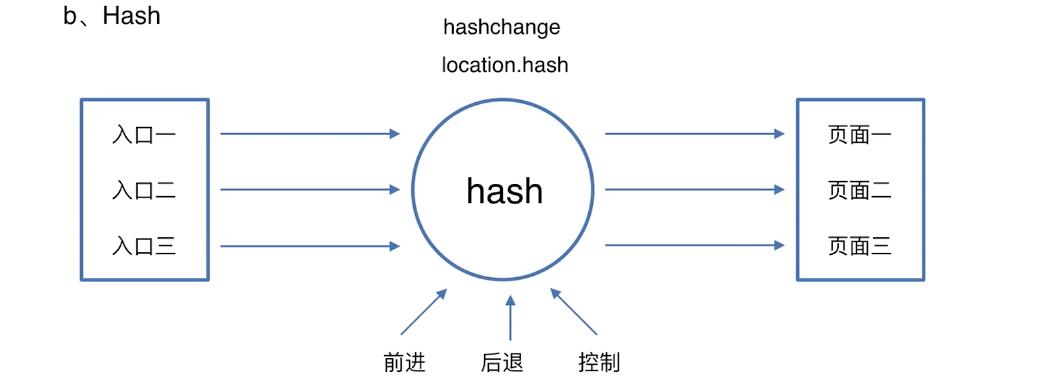 b、Hash
hashchange
location.hash
入口一
入口二
入口三
hash
页面一
页面二
页面三
前进
后退
控制